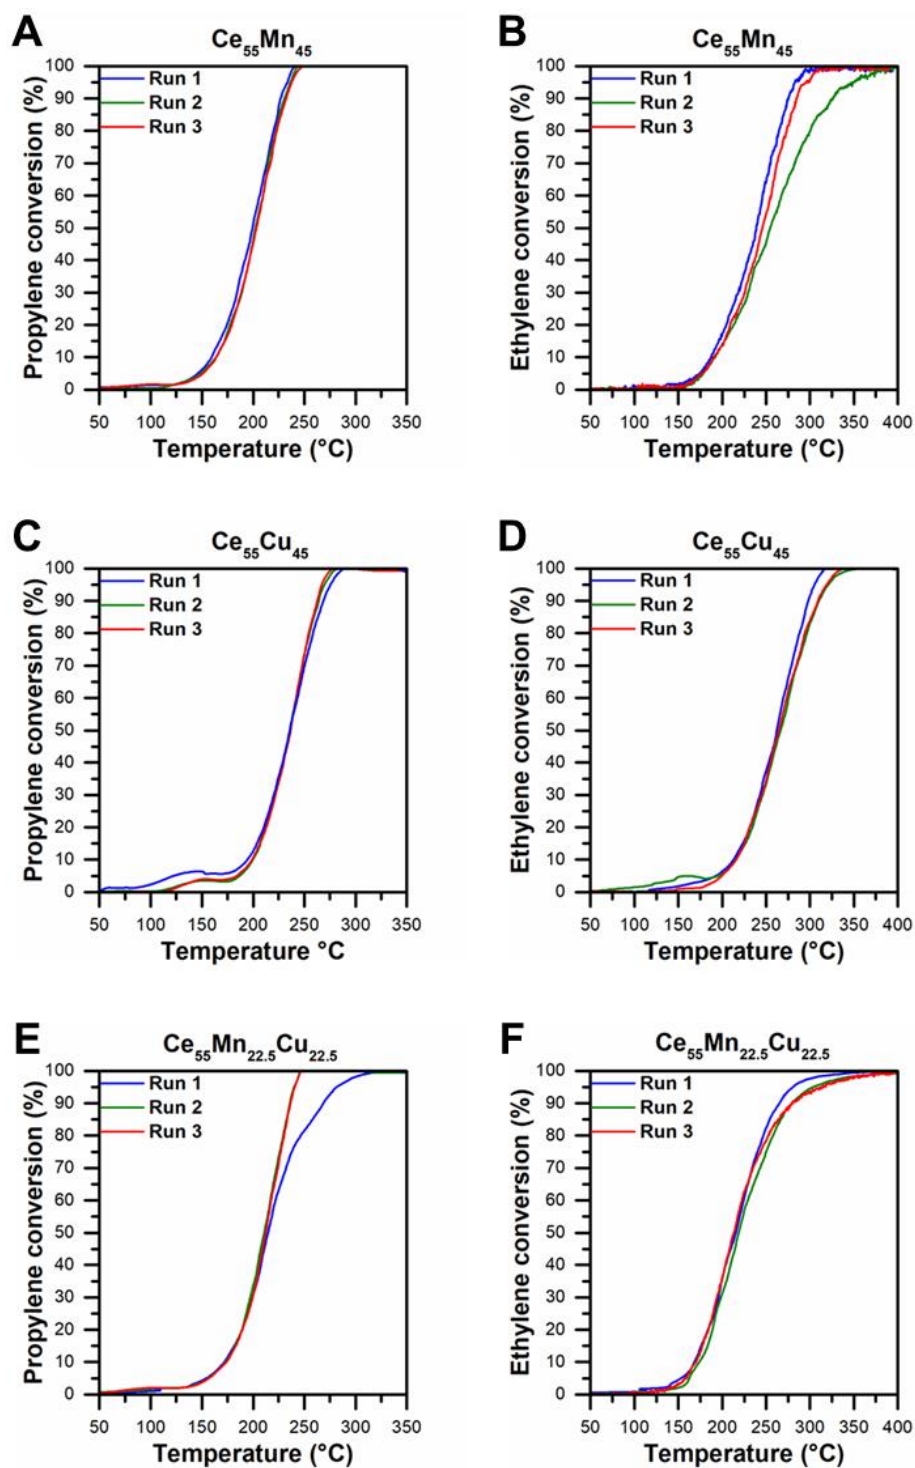 A
Ce55Mn45
Propylene conversion (%)
100
90
80
70
60
50
40
30
20
10
0
Run 1
Run 2
Run 3
50 100 150 200 250 300 350
Temperature (°C)
B
Ce55Mn45
Ethylene conversion (%)
100
90
80
70
60
50
40
30
20
10
0
Run 1
Run 2
Run 3
50 100 150 200 250 300 350 400
Temperature (°C)
C
Ce55Cu45
Propylene conversion (%)
100
90
80
70
60
50
40
30
20
10
0
Run 1
Run 2
Run 3
50 100 150 200 250 300 350
Temperature °C
D
Ce55Cu45
Ethylene conversion (%)
100
90
80
70
60
50
40
30
20
10
0
Run 1
Run 2
Run 3
50 100 150 200 250 300 350 400
Temperature (°C)
E
Ce55Mn22.5Cu22.5
Propylene conversion (%)
100
90
80
70
60
50
40
30
20
10
0
Run 1
Run 2
Run 3
50 100 150 200 250 300 350
Temperature (°C)
F
Ce55Mn22.5Cu22.5
Ethylene conversion (%)
100
90
80
70
60
50
40
30
20
10
0
Run 1
Run 2
Run 3
50 100 150 200 250 300 350 400
Temperature (°C)